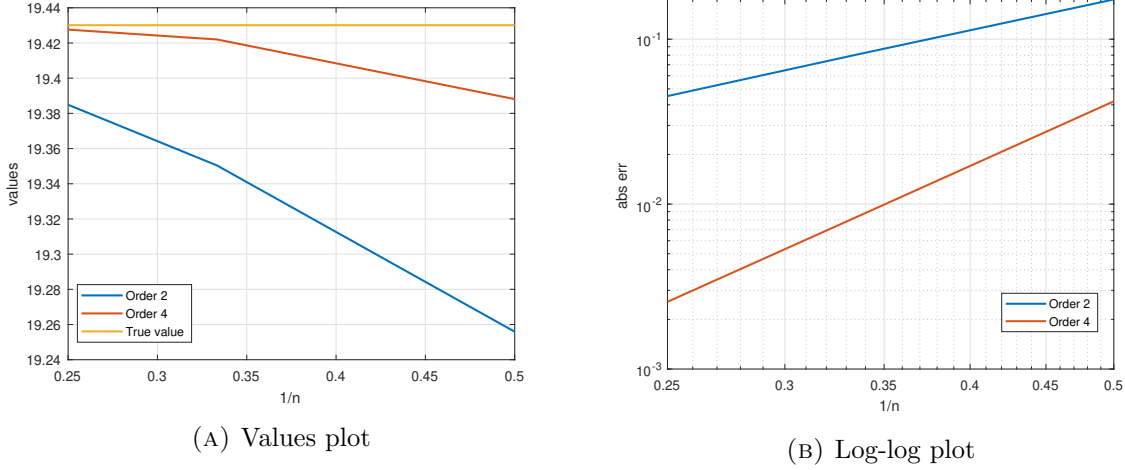 19.44
19.42
19.4
19.38
19.36
19.34
19.32
19.3
19.28
19.26
19.24
values
0.25 0.3 0.35 0.4 0.45 0.5
1/n
Order 2
Order 4
True value
(A) Values plot
10-1
10-2
10-3
abs err
0.25 0.3 0.35 0.4 0.45 0.5
1/n
Order 2
Order 4
(B) Log-log plot